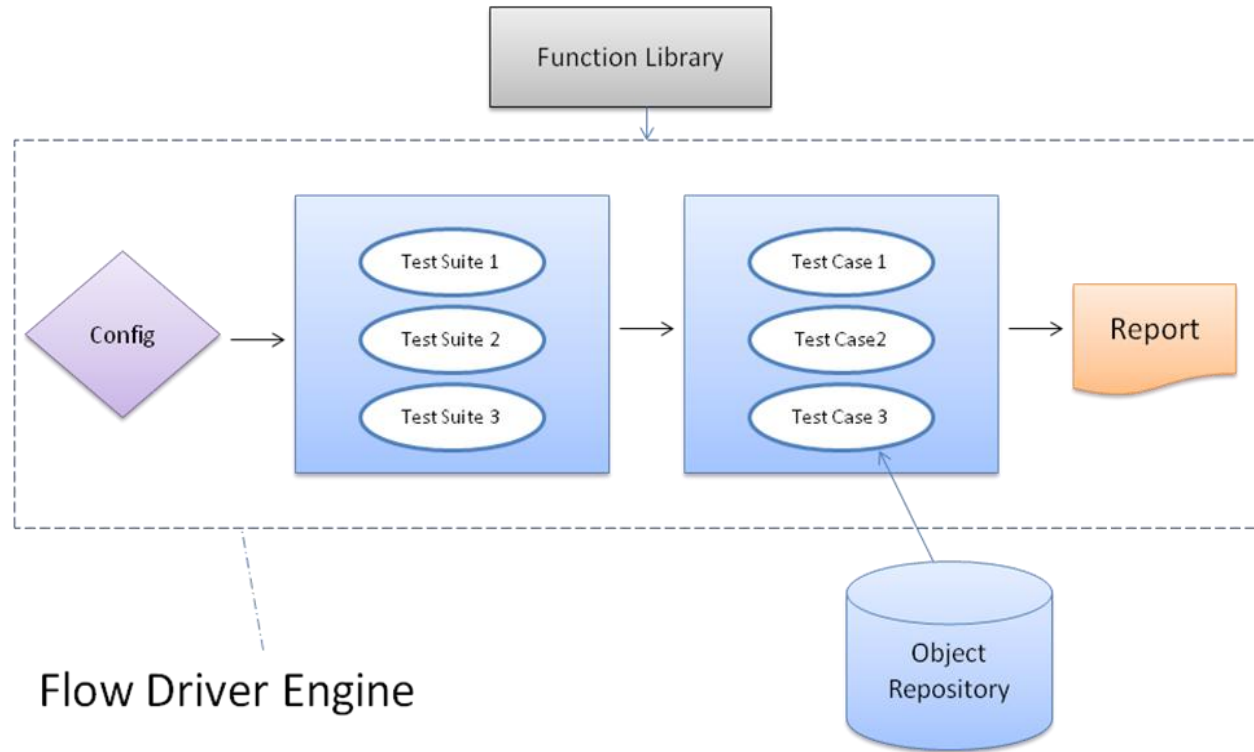 Function Library
Config
Test Suite 1
Test Suite 2
Test Suite 3
Test Case 1
Test Case2
Test Case 3
Report
Object
Repository
Flow Driver Engine